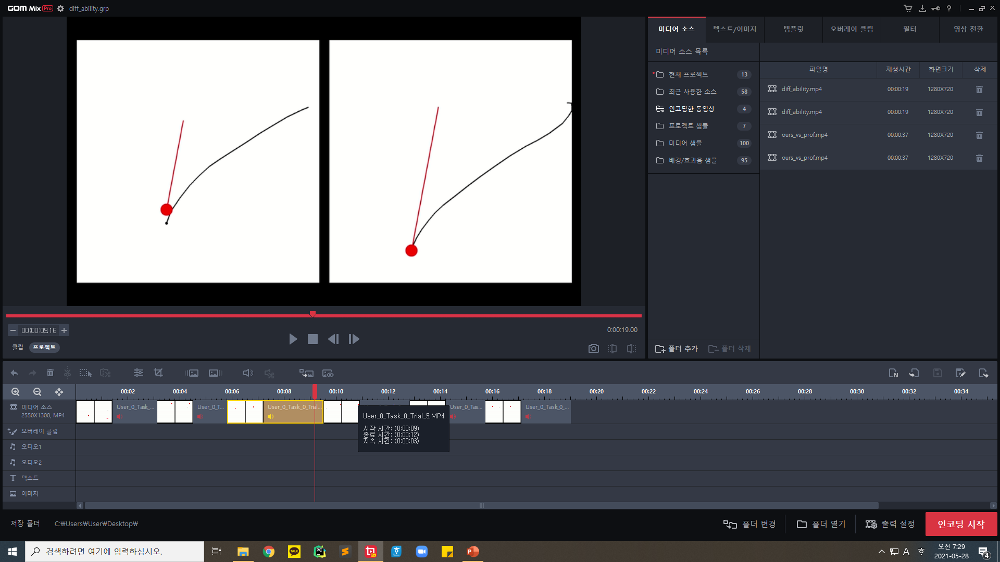 GOM Mix Pro diff_ability.grp
미디어 소스 텍스트/이미지 템플릿 오버레이 클립 필터 영상 전환
미디어 소스 목록
파일명 재생시간 화면크기 삭제
현재 프로젝트 13
최근 사용한 소스 58
인코딩한 동영상 4
프로젝트 샘플 7
미디어 샘플 100
배경/효과음 샘플 95
diff_ability.mp4 00:00:19 1280X720
diff_ability.mp4 00:00:19 1280X720
ours_vs_prof.mp4 00:00:37 1280X720
ours_vs_prof.mp4 00:00:37 1280X720
00:00:09.16
0:00:19.00
클립 프로젝트
폴더 추가 폴더 삭제
00:02 00:04 00:06 00:08 00:10 00:12 00:14 00:16 00:18 00:20 00:22 00:24 00:26 00:28 00:30 00:32 00:34
미디어 소스
2550X1300, MP4
User_0_Task_... User_0_T... User_0_Task_0_Trial... User_0_Tas... User_0_Task_0_...
User_0_Task_0_Trial_5.MP4
시작 시간: (0:00:09)
종료 시간: (0:00:12)
지속 시간: (0:00:03)
오버레이 클립
오디오1
오디오2
텍스트
이미지
저장 폴더 C:₩Users₩User₩Desktop₩
폴더 변경 폴더 열기 출력 설정 인코딩 시작
검색하려면 여기에 입력하십시오.
TALK
PC
A 오전 7:29
2021-05-28
4